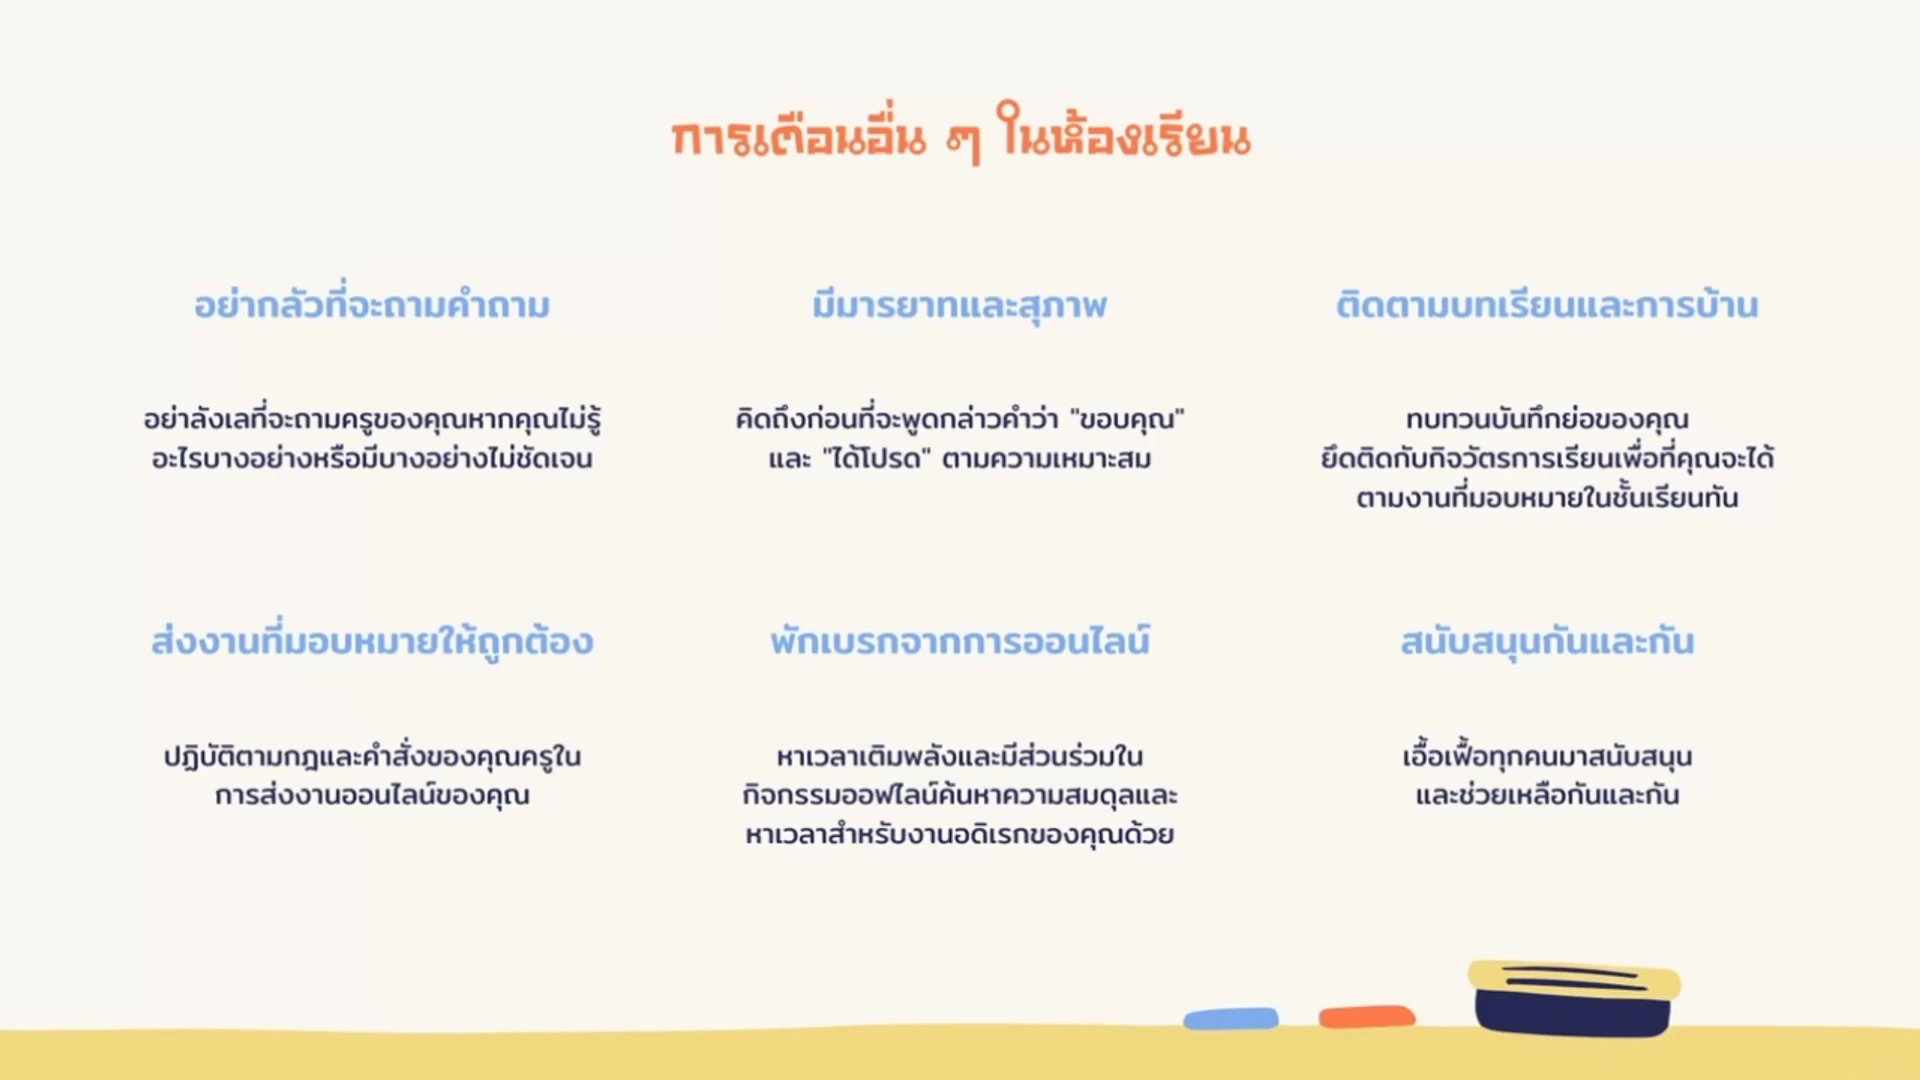 การเตือนอื่น ๆ ในห้องเรียน
อย่ากลัวที่จะถามคำถาม
อย่าลังเลที่จะถามครูของคุณหากคุณไม่รู้
อะไรบางอย่างหรือมีบางอย่างไม่ชัดเจน
มีมารยาทและสุภาพ
คิดถึงก่อนที่จะพูดกล่าวคำว่า "ขอบคุณ"
และ "ได้โปรด" ตามความเหมาะสม
ติดตามบทเรียนและการบ้าน
ทบทวนบันทึกย่อของคุณ
ยึดติดกับกิจวัตรการเรียนเพื่อที่คุณจะได้
ตามงานที่มอบหมายในชั้นเรียนทัน
ส่งงานที่มอบหมายให้ถูกต้อง
ปฏิบัติตามกฎและคำสั่งของคุณครูใน
การส่งงานออนไลน์ของคุณ
พักเบรกจากการออนไลน์
หาเวลาเติมพลังและมีส่วนร่วมใน
กิจกรรมออฟไลน์ค้นหาความสมดุลและ
หาเวลาสำหรับงานอดิเรกของคุณด้วย
สนับสนุนกันและกัน
เอื้อเฟื้อทุกคนมาสนับสนุน
และช่วยเหลือกันและกัน